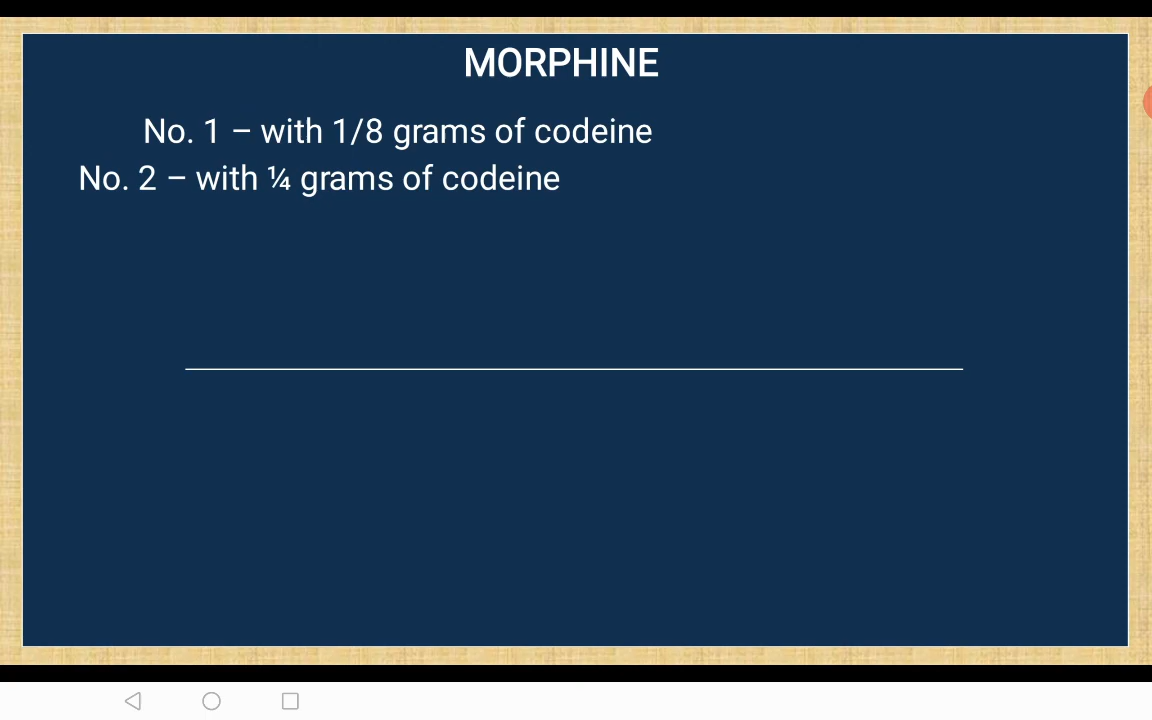 MORPHINE
No. 1 – with 1/8 grams of codeine
No. 2 – with ¼ grams of codeine